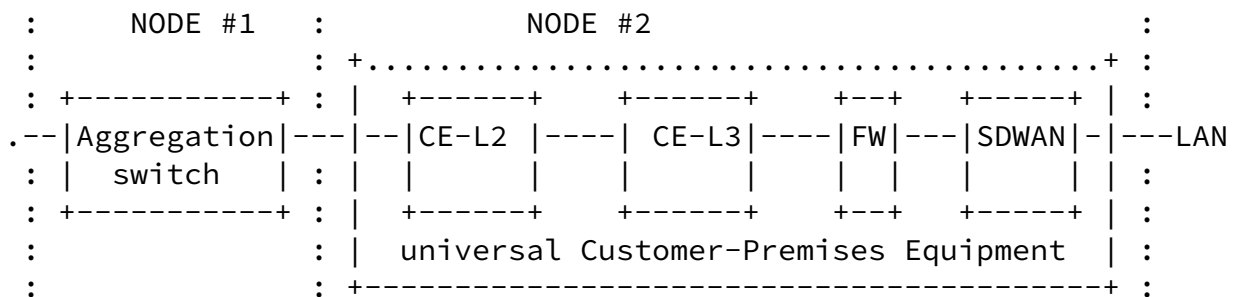 :      NODE #1   :           NODE #2                            :
:                : +.........................................+ :
: +-----------+ : |  +------+    +------+    +--+   +-----+ | :
.--|Aggregation|---|--|CE-L2 |----| CE-L3|----|FW|---|SDWAN|-|---LAN
: |  switch   | : |  |      |    |      |    |  |   |     | | :
: +-----------+ : |  +------+    +------+    +--+   +-----+ | :
:               : |  universal Customer-Premises Equipment  | :
:               : +-----------------------------------------+ :